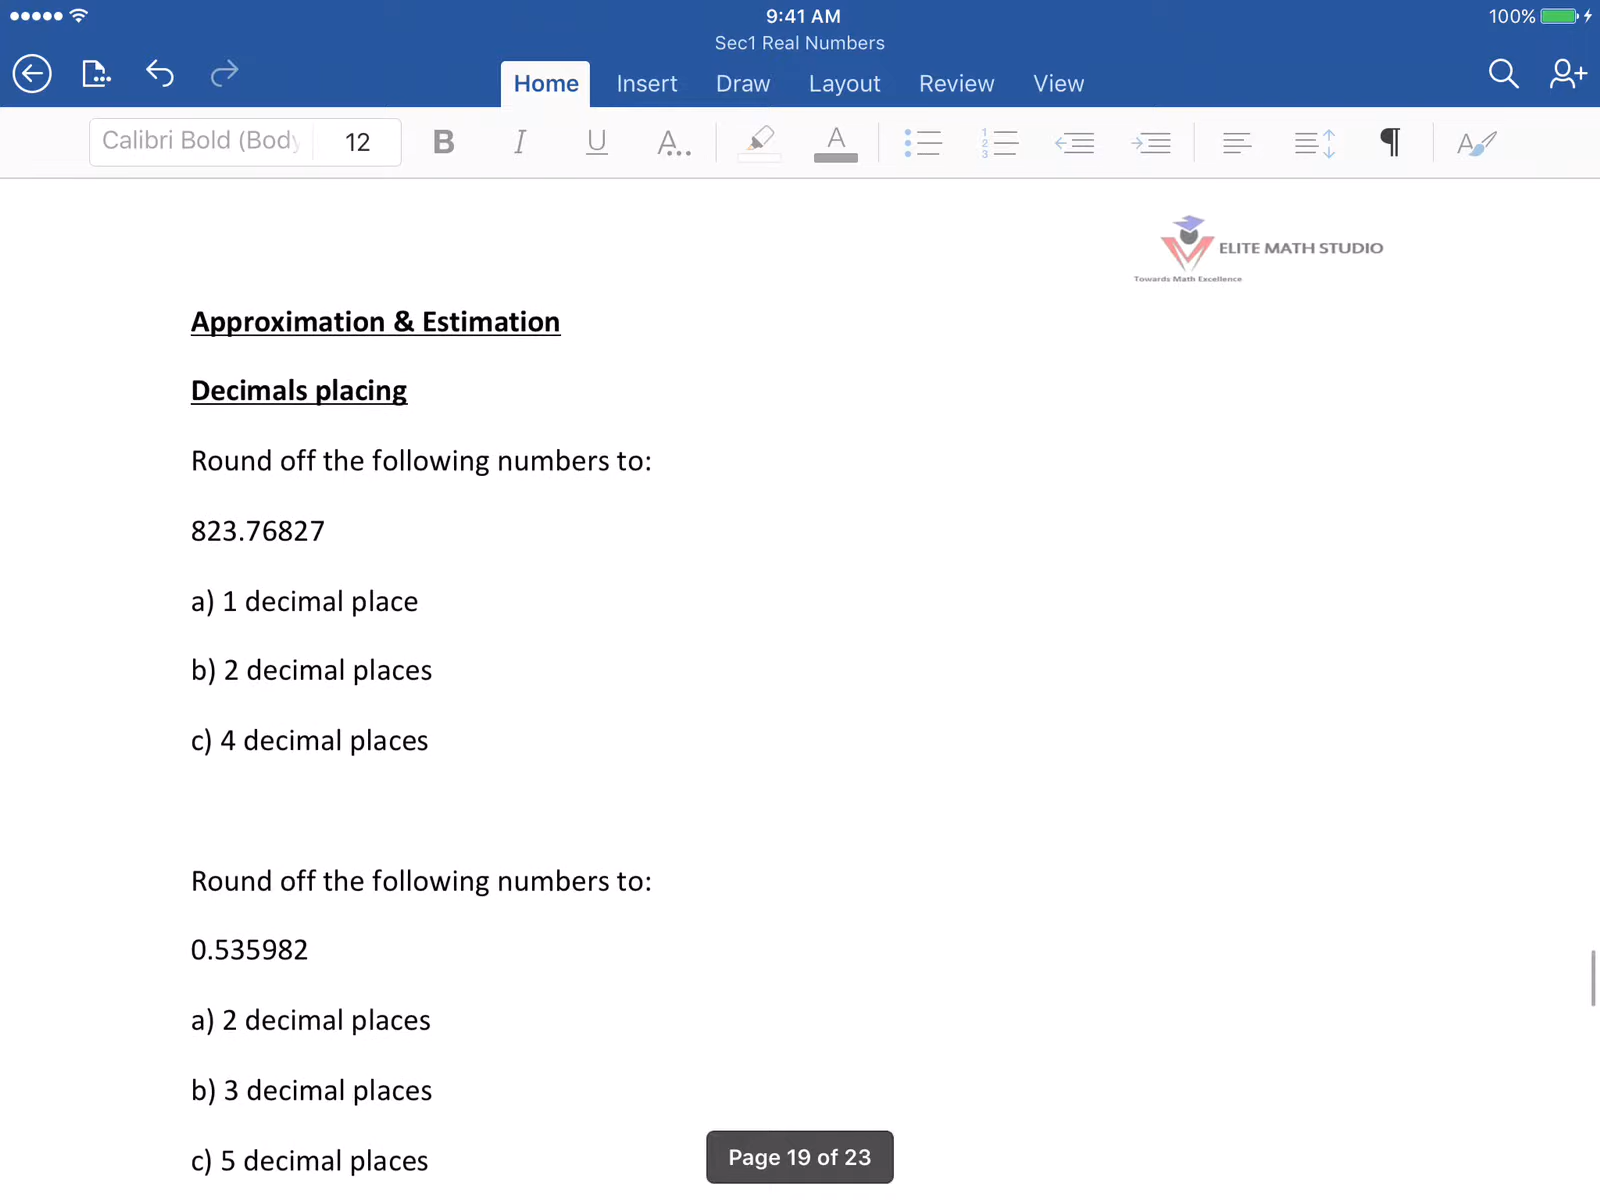 9:41 AM
100%
Sec1 Real Numbers
Home Insert Draw Layout Review View
Calibri Bold (Body 12 B I U A.. A
ELITE MATH STUDIO
Towards Math Excellence
Approximation & Estimation
Decimals placing
Round off the following numbers to:
823.76827
a) 1 decimal place
b) 2 decimal places
c) 4 decimal places
Round off the following numbers to:
0.535982
a) 2 decimal places
b) 3 decimal places
c) 5 decimal places
Page 19 of 23